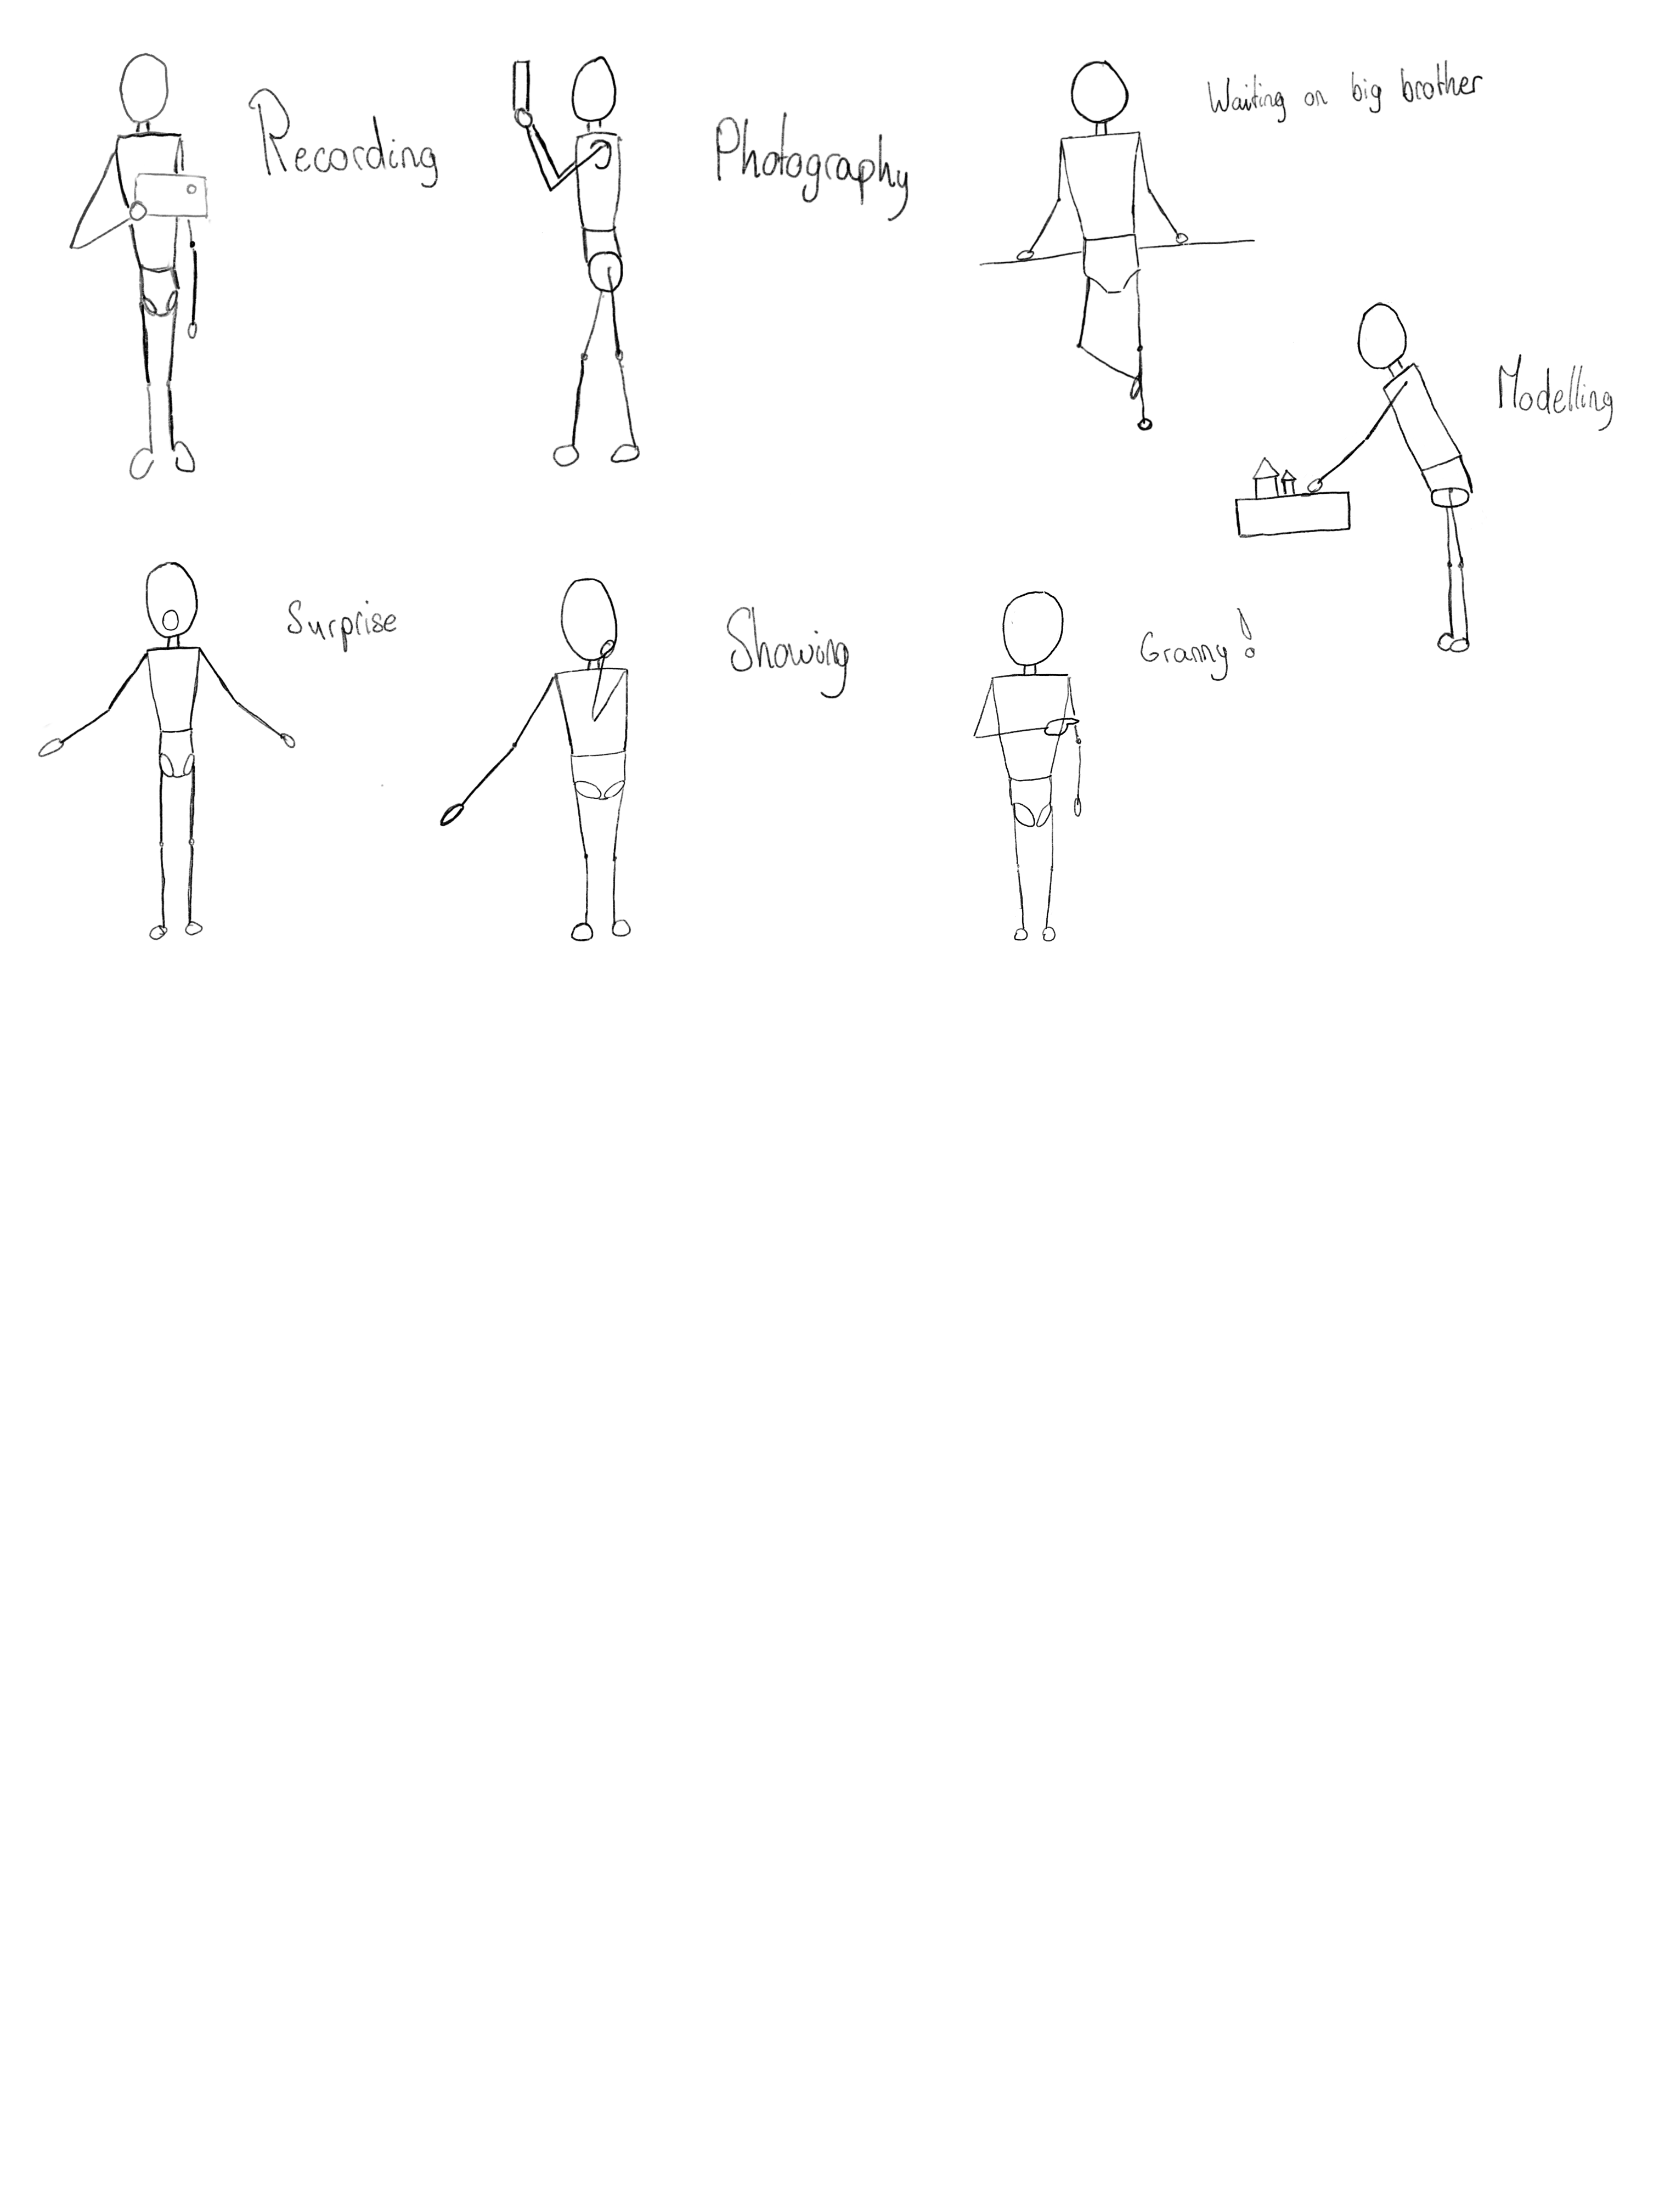 Recording
Photography
Waiting on big brother
Modelling
Surprise
Showing
Granny!